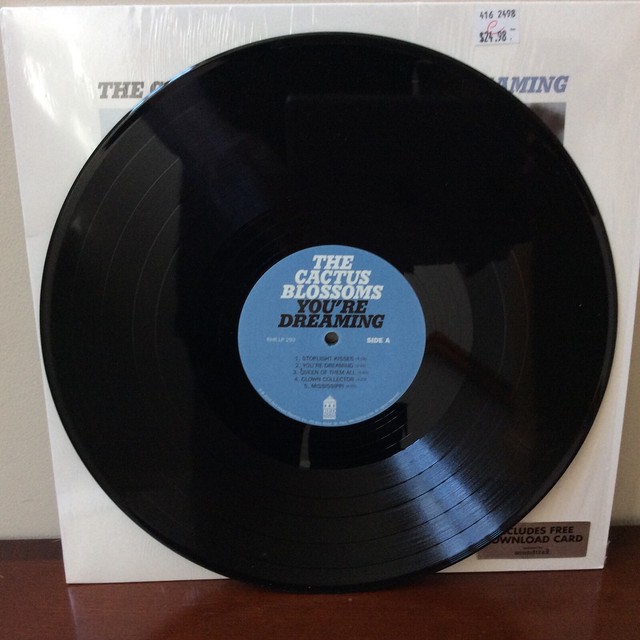 416 2498
$24.98
THE
AMING
THE
CACTUS
BLOSSOMS
YOU'RE
DREAMING
SIDE A
1. STOPLIGHT KISSES
2. YOU'RE DREAMING
3. QUEEN OF THEM ALL
4. CLOWN COLLECTOR
5. MISSISSIPPI
CLUDES FREE
OWNLOAD CARD